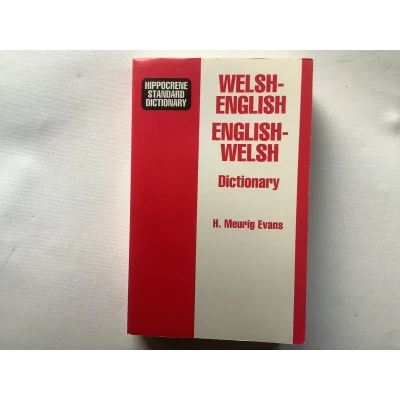 HIPPOCRENE
STANDARD
DICTIONARY
WELSH-
ENGLISH
ENGLISH-
WELSH
Dictionary
H. Meurig Evans